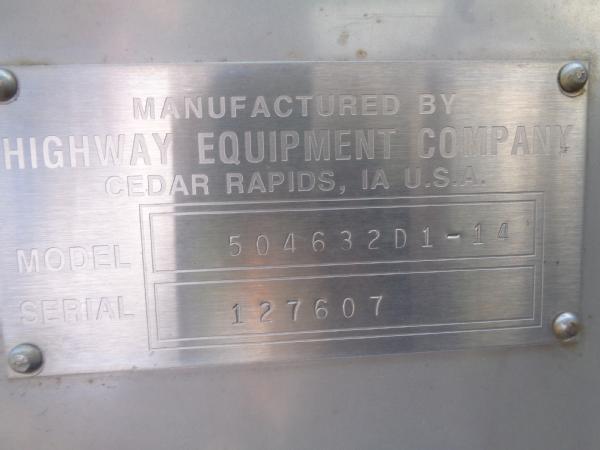 MANUFACTURED BY
HIGHWAY EQUIPMENT COMPANY
CEDAR RAPIDS, IA U.S.A.
MODEL 504632D1-14
SERIAL 127607